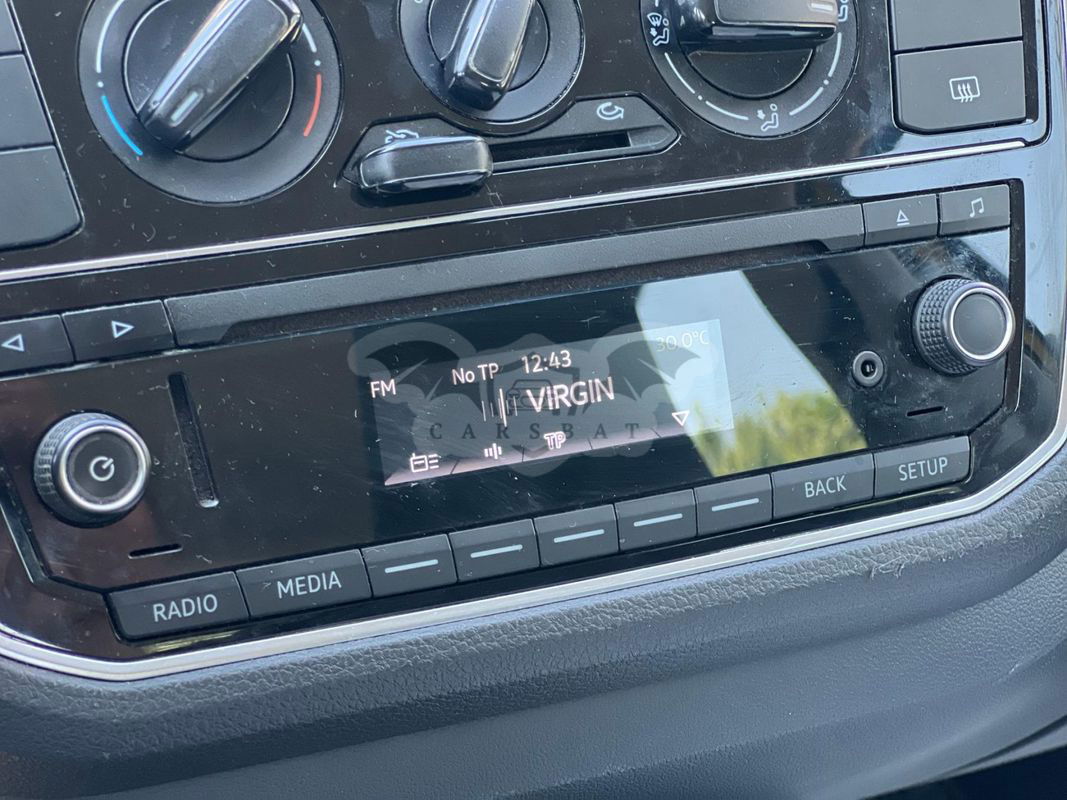 No TP 12:43 30.0°C
FM
VIRGIN
CARSBAT
TP
BACK SETUP
RADIO MEDIA